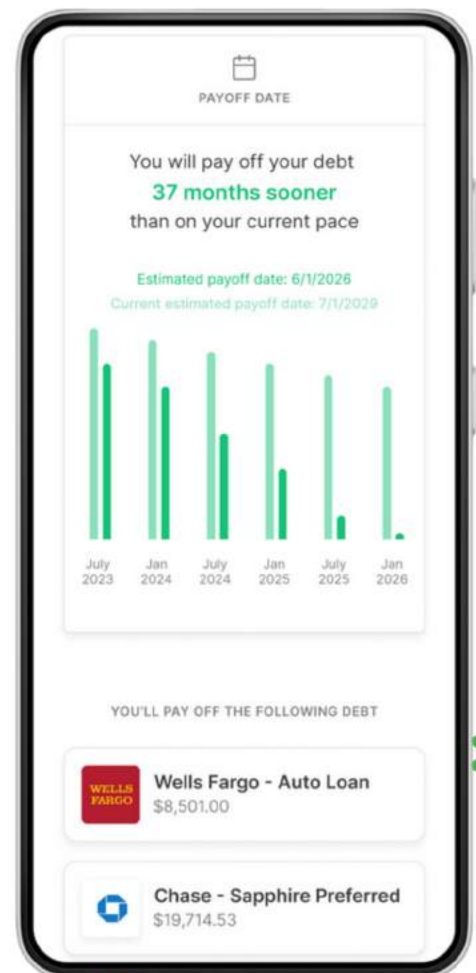 PAYOFF DATE
You will pay off your debt
37 months sooner
than on your current pace
Estimated payoff date: 6/1/2026
Current estimated payoff date: 7/1/2029
July Jan July Jan July Jan
2023 2024 2024 2025 2025 2026
YOU'LL PAY OFF THE FOLLOWING DEBT
WELLS
FARGO
Wells Fargo - Auto Loan
$8,501.00
Chase - Sapphire Preferred
$19,714.53